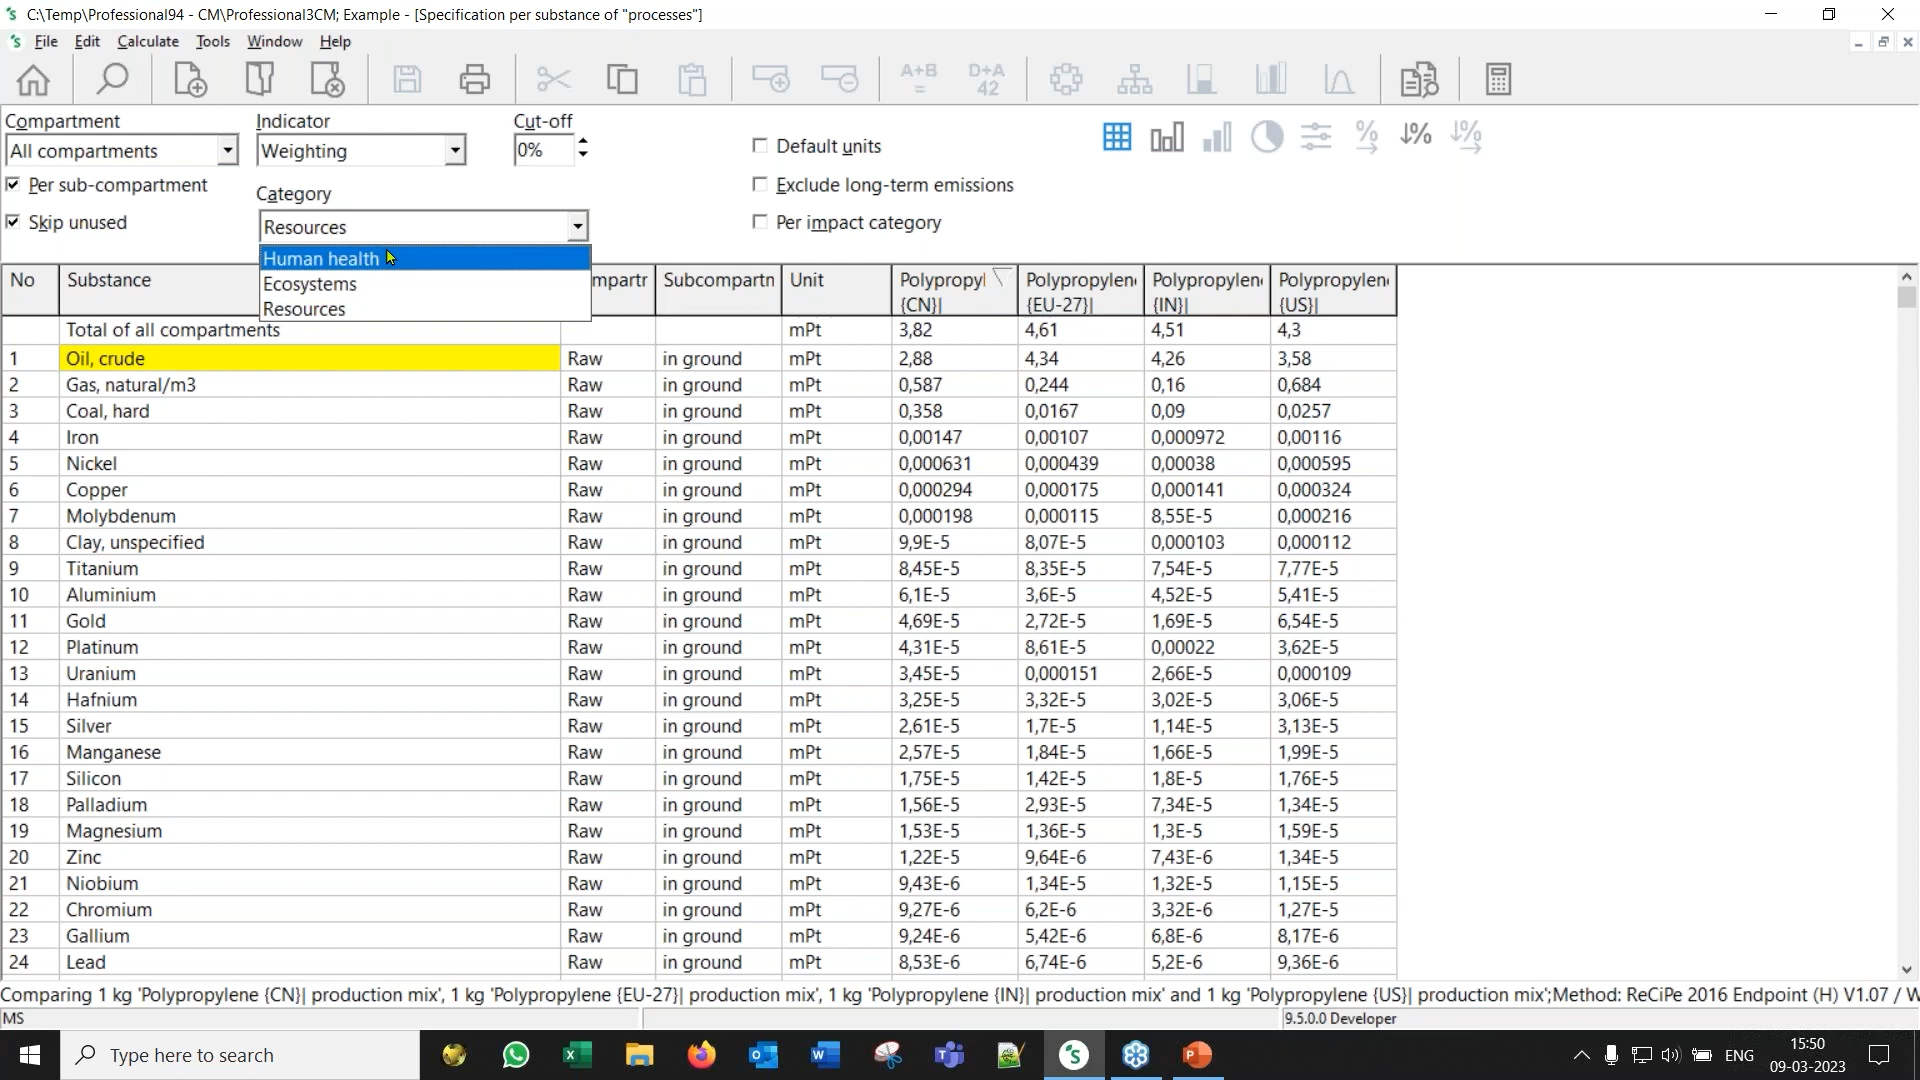 C:\Temp\Professional94 - CM\Professional3CM; Example - [Specification per substance of "processes"]
File Edit Calculate Tools Window Help
A+B = D+A 42
Compartment Indicator Cut-off
All compartments Weighting 0% Default units
Per sub-compartment Category Exclude long-term emissions
Skip unused Resources Per impact category
Human health
Ecosystems
Resources
No Substance mpartr Subcompartn Unit Polypropyl {CN}| Polypropylen {EU-27}| Polypropylen {IN}| Polypropylen {US}|
Total of all compartments mPt 3,82 4,61 4,51 4,3
1 Oil, crude Raw in ground mPt 2,88 4,34 4,26 3,58
2 Gas, natural/m3 Raw in ground mPt 0,587 0,244 0,16 0,684
3 Coal, hard Raw in ground mPt 0,358 0,0167 0,09 0,0257
4 Iron Raw in ground mPt 0,00147 0,00107 0,000972 0,00116
5 Nickel Raw in ground mPt 0,000631 0,000439 0,00038 0,000595
6 Copper Raw in ground mPt 0,000294 0,000175 0,000141 0,000324
7 Molybdenum Raw in ground mPt 0,000198 0,000115 8,55E-5 0,000216
8 Clay, unspecified Raw in ground mPt 9,9E-5 8,07E-5 0,000103 0,000112
9 Titanium Raw in ground mPt 8,45E-5 8,35E-5 7,54E-5 7,77E-5
10 Aluminium Raw in ground mPt 6,1E-5 3,6E-5 4,52E-5 5,41E-5
11 Gold Raw in ground mPt 4,69E-5 2,72E-5 1,69E-5 6,54E-5
12 Platinum Raw in ground mPt 4,31E-5 8,61E-5 0,00022 3,62E-5
13 Uranium Raw in ground mPt 3,45E-5 0,000151 2,66E-5 0,000109
14 Hafnium Raw in ground mPt 3,25E-5 3,32E-5 3,02E-5 3,06E-5
15 Silver Raw in ground mPt 2,61E-5 1,7E-5 1,14E-5 3,13E-5
16 Manganese Raw in ground mPt 2,57E-5 1,84E-5 1,66E-5 1,99E-5
17 Silicon Raw in ground mPt 1,75E-5 1,42E-5 1,8E-5 1,76E-5
18 Palladium Raw in ground mPt 1,56E-5 2,93E-5 7,34E-5 1,34E-5
19 Magnesium Raw in ground mPt 1,53E-5 1,36E-5 1,3E-5 1,59E-5
20 Zinc Raw in ground mPt 1,22E-5 9,64E-6 7,43E-6 1,34E-5
21 Niobium Raw in ground mPt 9,43E-6 1,34E-5 1,32E-5 1,15E-5
22 Chromium Raw in ground mPt 9,27E-6 6,2E-6 3,32E-6 1,27E-5
23 Gallium Raw in ground mPt 9,24E-6 5,42E-6 6,8E-6 8,17E-6
24 Lead Raw in ground mPt 8,53E-6 6,74E-6 5,2E-6 9,36E-6
Comparing 1 kg 'Polypropylene {CN}| production mix', 1 kg 'Polypropylene {EU-27}| production mix', 1 kg 'Polypropylene {IN}| production mix' and 1 kg 'Polypropylene {US}| production mix';Method: ReCiPe 2016 Endpoint (H) V1.07 / W
MS 9.5.0.0 Developer
Type here to search ENG 15:50
09-03-2023